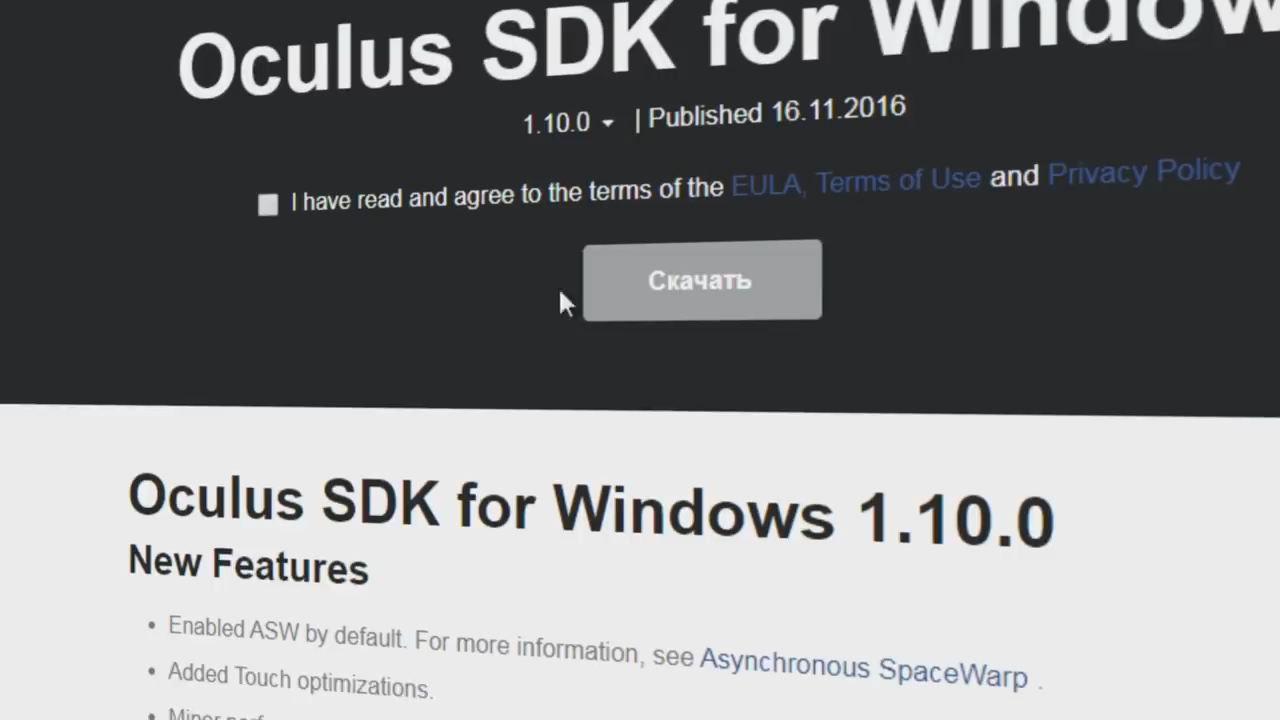 Oculus SDK for
1.10.0 | Published 16.11.2016
I have read and agree to the terms of the EULA, Terms of Use and Privacy Policy
Скачать
Oculus SDK for Windows 1.10.0
New Features
• Enabled ASW by default. For more information, see Asynchronous SpaceWarp .
• Added Touch optimizations.
• Minor